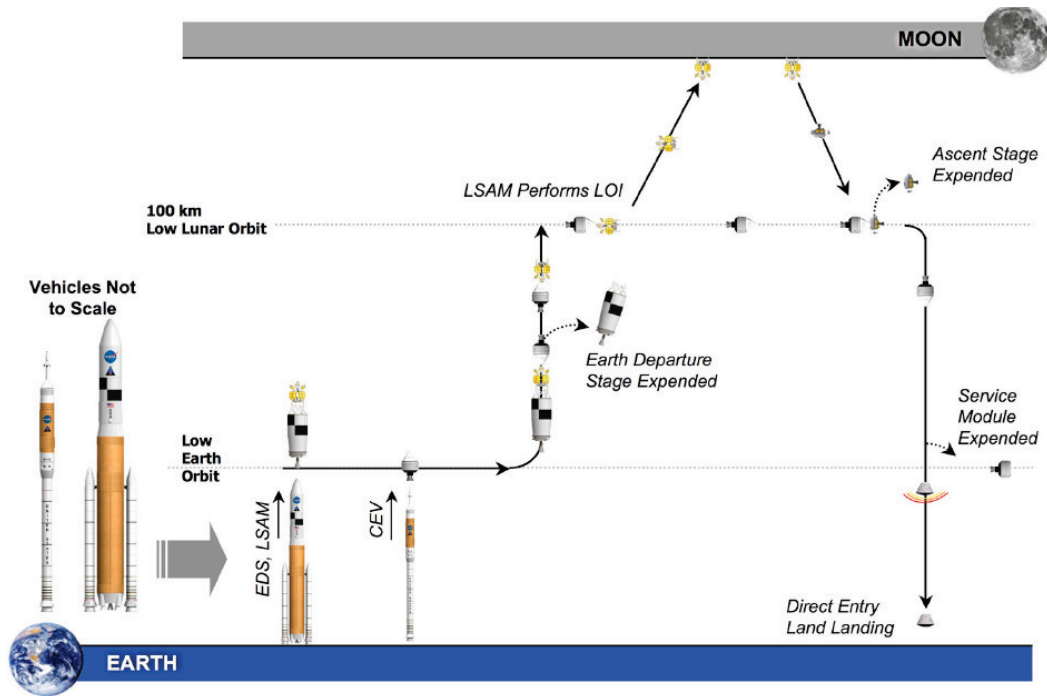 MOON
Ascent Stage
Expended
LSAM Performs LOI
100 km
Low Lunar Orbit
Vehicles Not
to Scale
Earth Departure
Stage Expended
Service
Module
Expended
Low
Earth
Orbit
EDS, LSAM
CEV
Direct Entry
Land Landing
EARTH